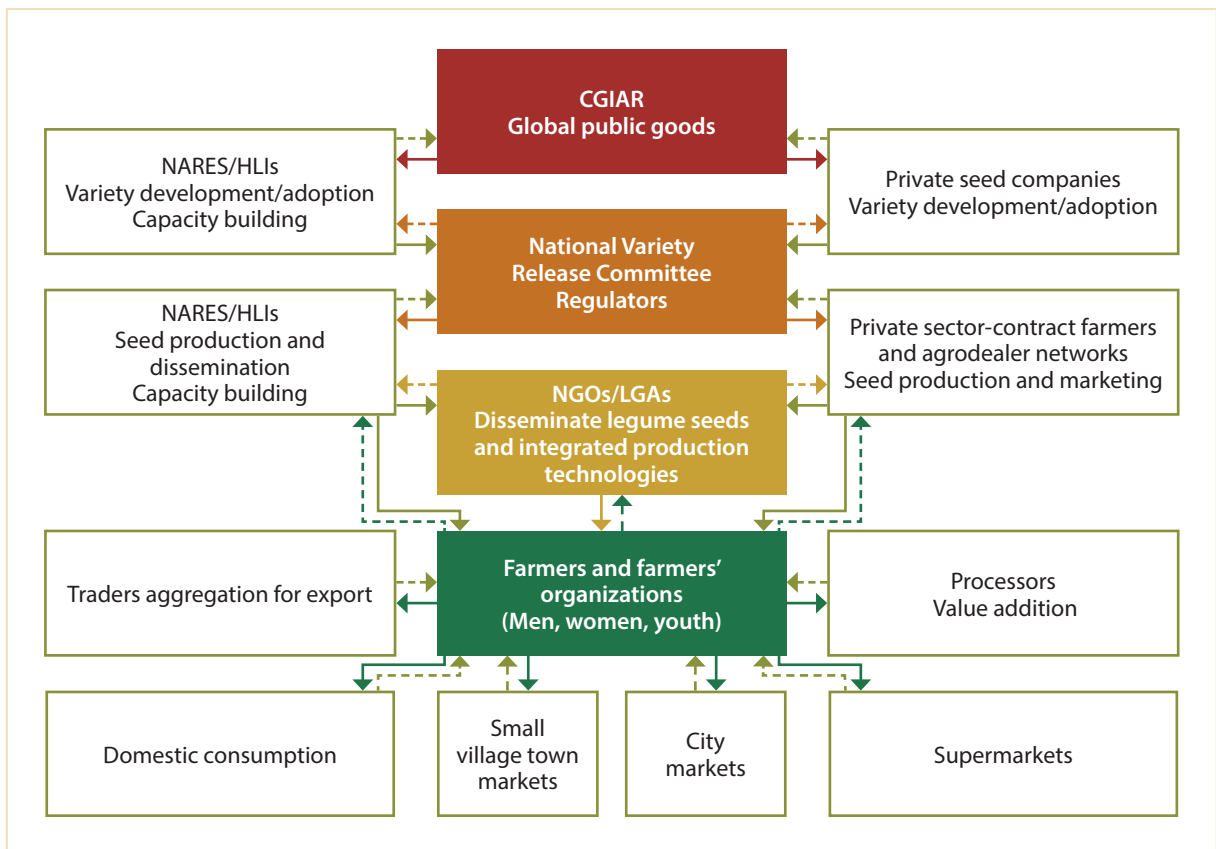 CGIAR
Global public goods
NARES/HLIs
Variety development/adoption
Capacity building
Private seed companies
Variety development/adoption
National Variety
Release Committee
Regulators
NARES/HLIs
Seed production and
dissemination
Capacity building
Private sector-contract farmers
and agrodealer networks
Seed production and marketing
NGOs/LGAs
Disseminate legume seeds
and integrated production
technologies
Traders aggregation for export
Farmers and farmers’
organizations
(Men, women, youth)
Processors
Value addition
Domestic consumption
Small
village town
markets
City
markets
Supermarkets